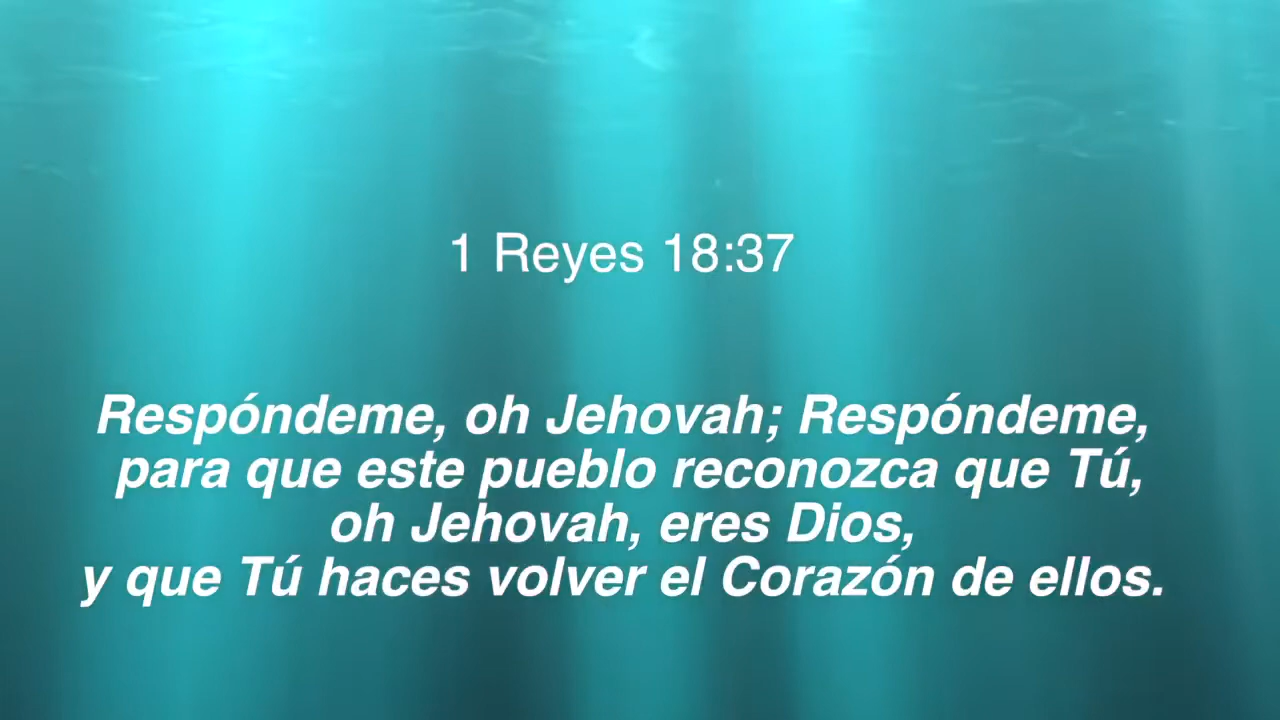 1 Reyes 18:37
Respóndeme, oh Jehovah; Respóndeme,
para que este pueblo reconozca que Tú,
oh Jehovah, eres Dios,
y que Tú haces volver el Corazón de ellos.